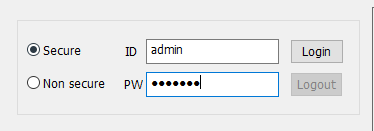 Secure ID admin Login
Non secure PW ●●●●●●● Logout